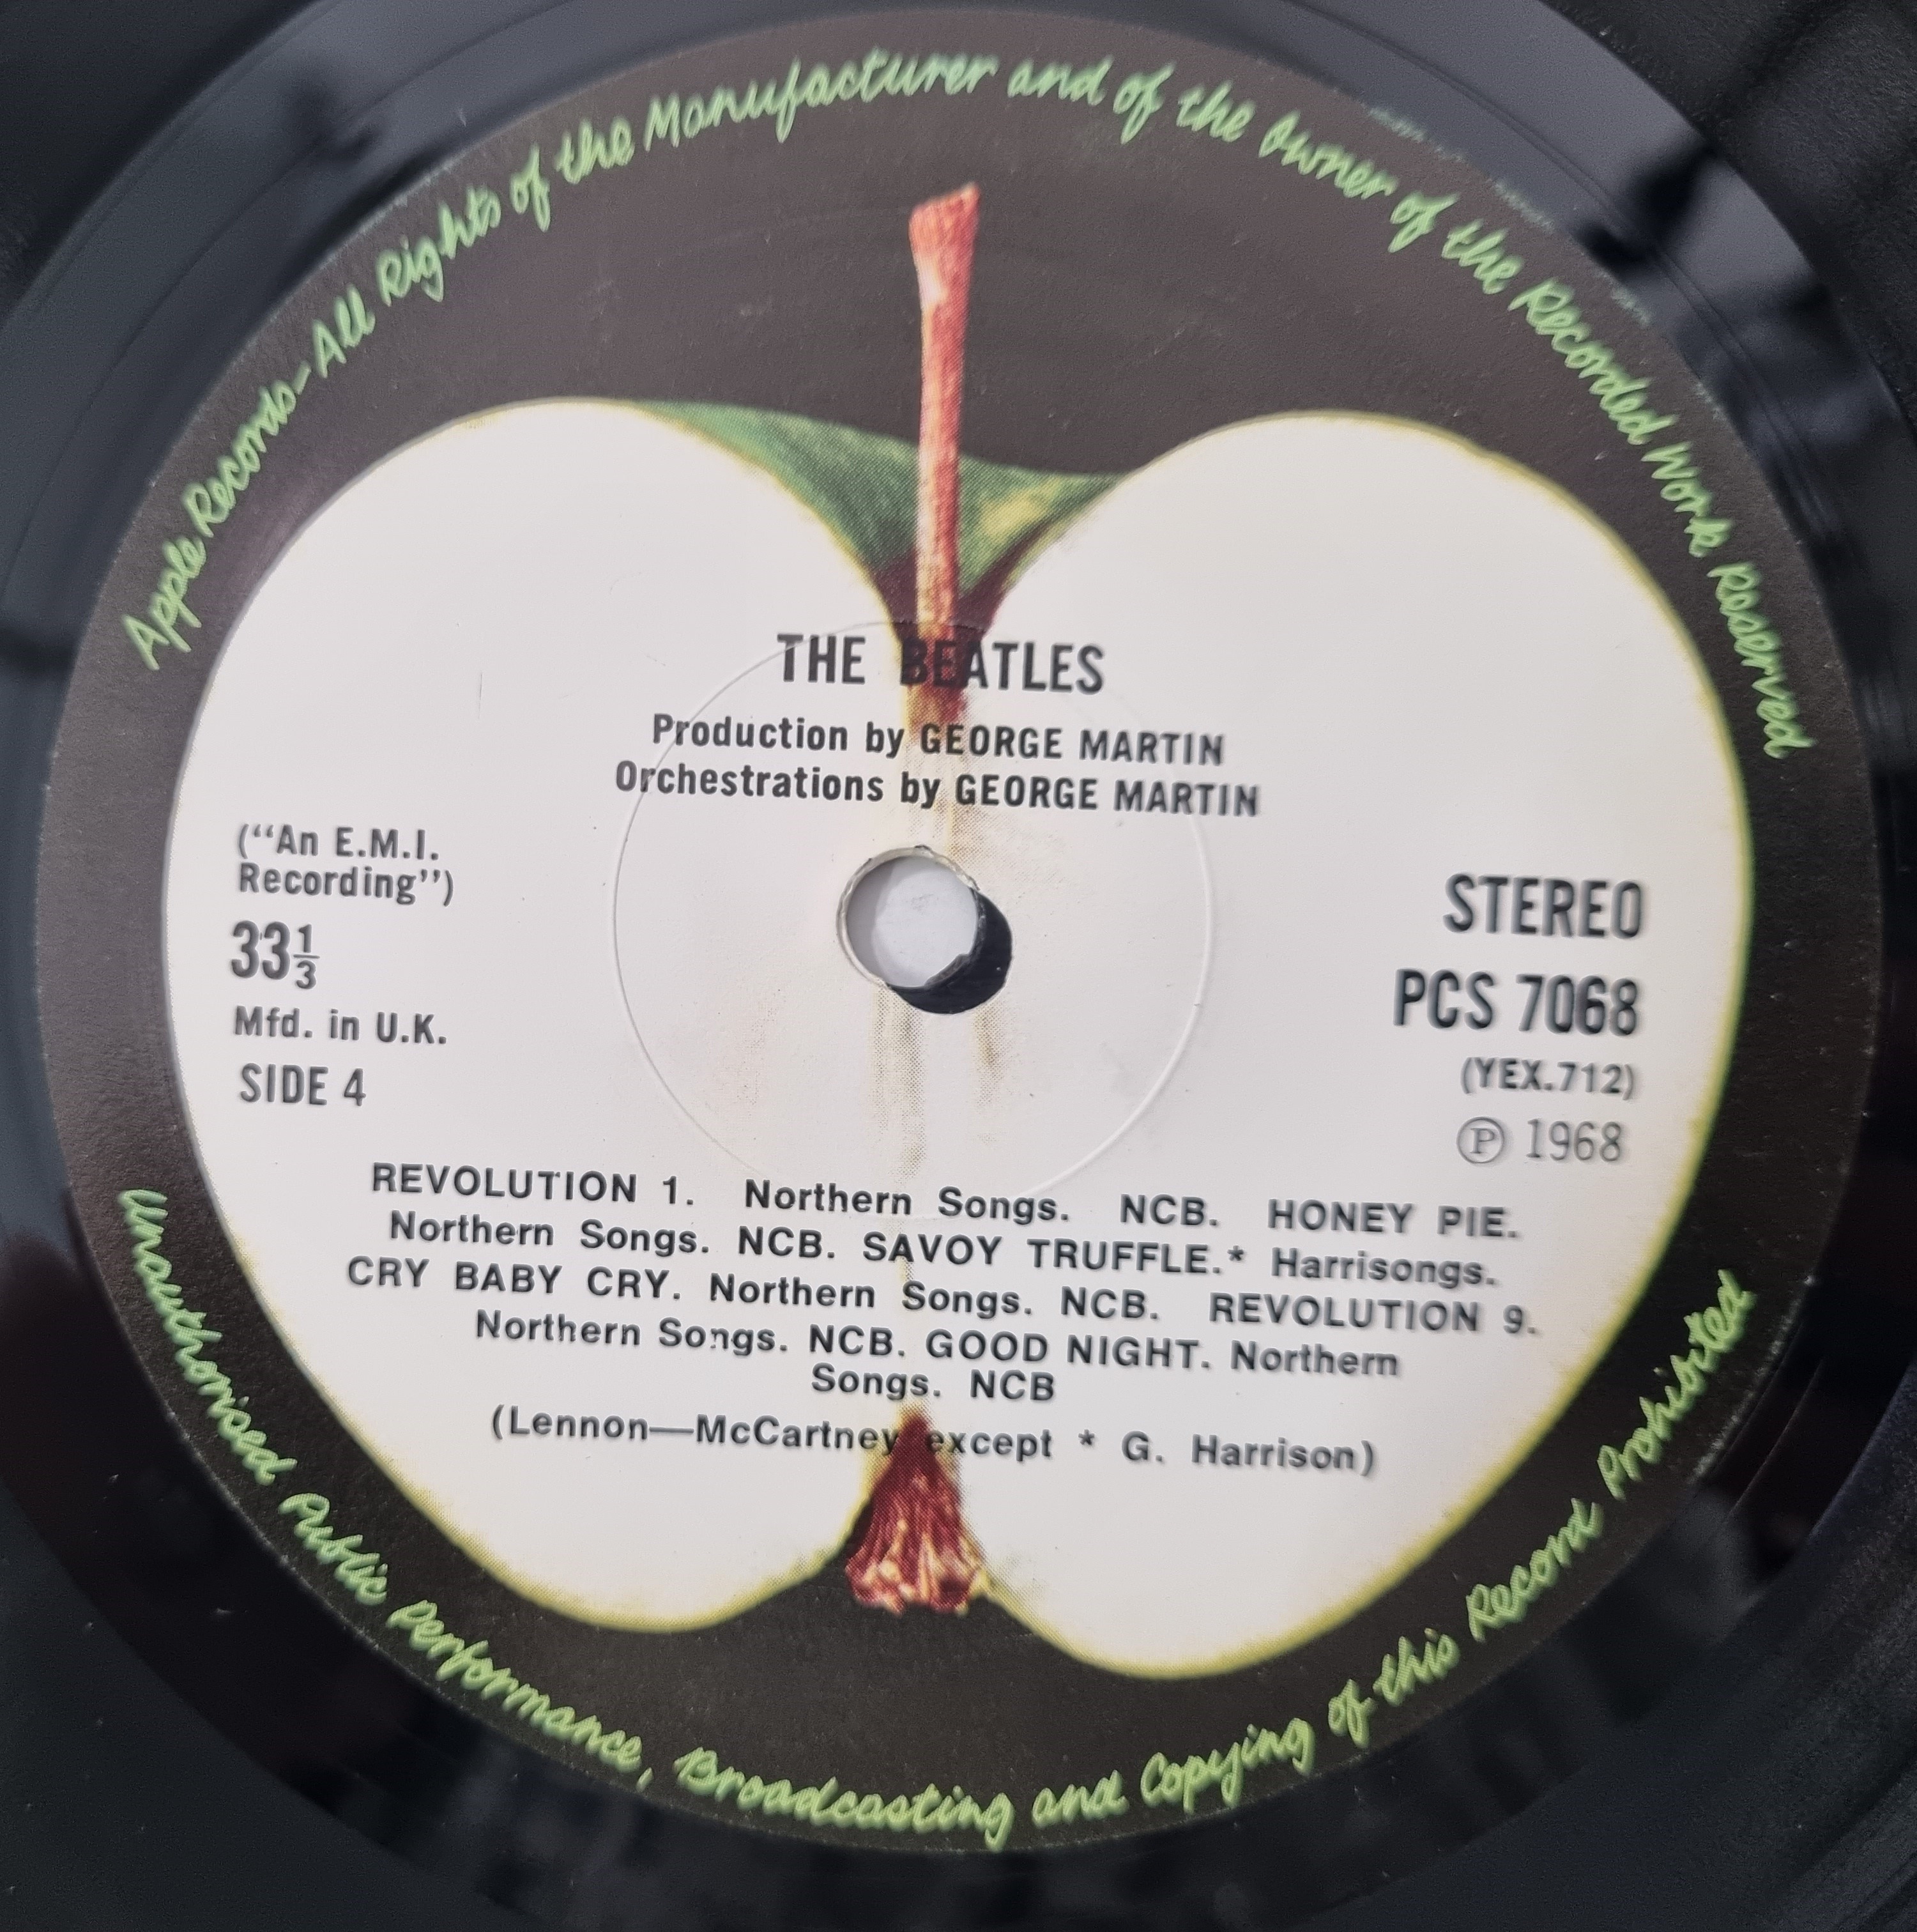 Apple Records-All Rights of the Manufacturer and of the Owner of the Recorded Work Reserved
THE BEATLES
Production by GEORGE MARTIN
Orchestrations by GEORGE MARTIN
(“An E.M.I.
Recording”)
33⅓
Mfd. in U.K.
SIDE 4
STEREO
PCS 7068
(YEX.712)
Ⓟ 1968
REVOLUTION 1. Northern Songs. NCB. HONEY PIE.
Northern Songs. NCB. SAVOY TRUFFLE.* Harrisongs.
CRY BABY CRY. Northern Songs. NCB. REVOLUTION 9.
Northern Songs. NCB. GOOD NIGHT. Northern
Songs. NCB
(Lennon—McCartney except * G. Harrison)
Unauthorised Public Performance, Broadcasting and Copying of this Record Prohibited